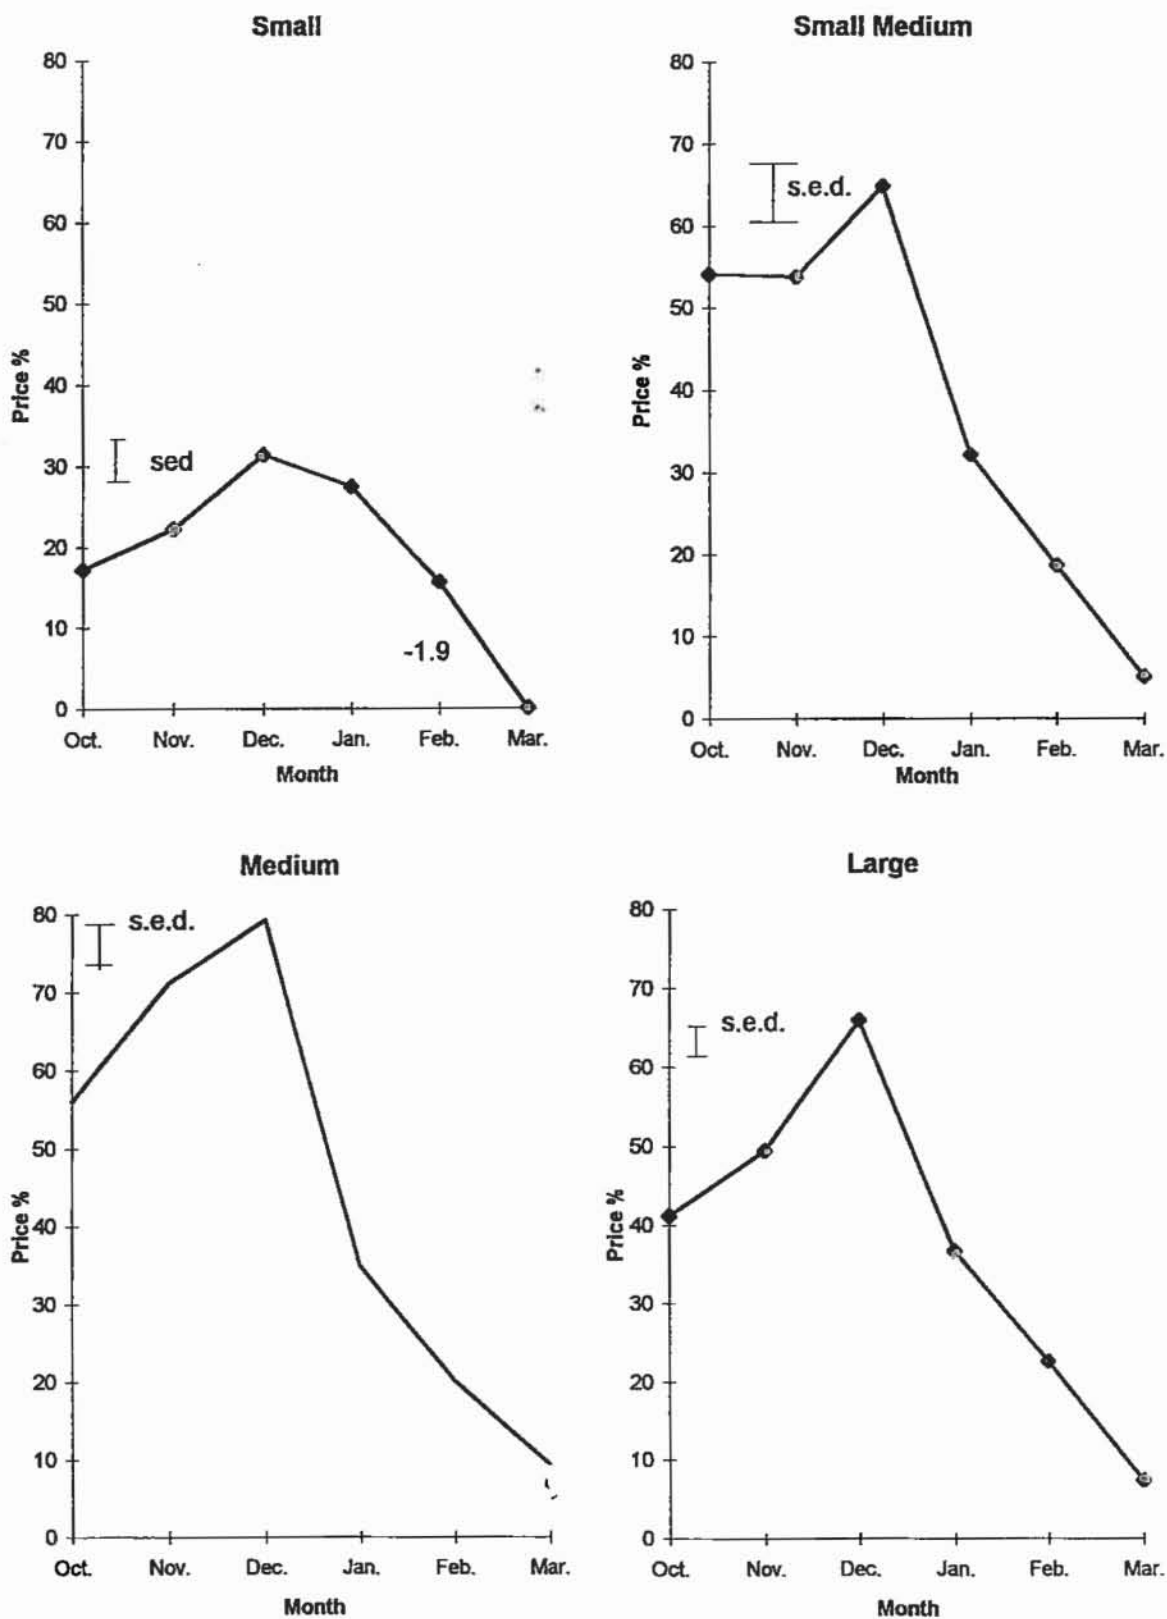 Small
80
70
60
50
40
30
20
10
0
Price %
sed
-1.9
Oct. Nov. Dec. Jan. Feb. Mar.
Month
Small Medium
80
70
60
50
40
30
20
10
0
Price %
s.e.d.
Oct. Nov. Dec. Jan. Feb. Mar.
Month
Medium
80
70
60
50
40
30
20
10
0
Price %
s.e.d.
Oct. Nov. Dec. Jan. Feb. Mar.
Month
Large
80
70
60
50
40
30
20
10
0
Price %
s.e.d.
Oct. Nov. Dec. Jan. Feb. Mar.
Month